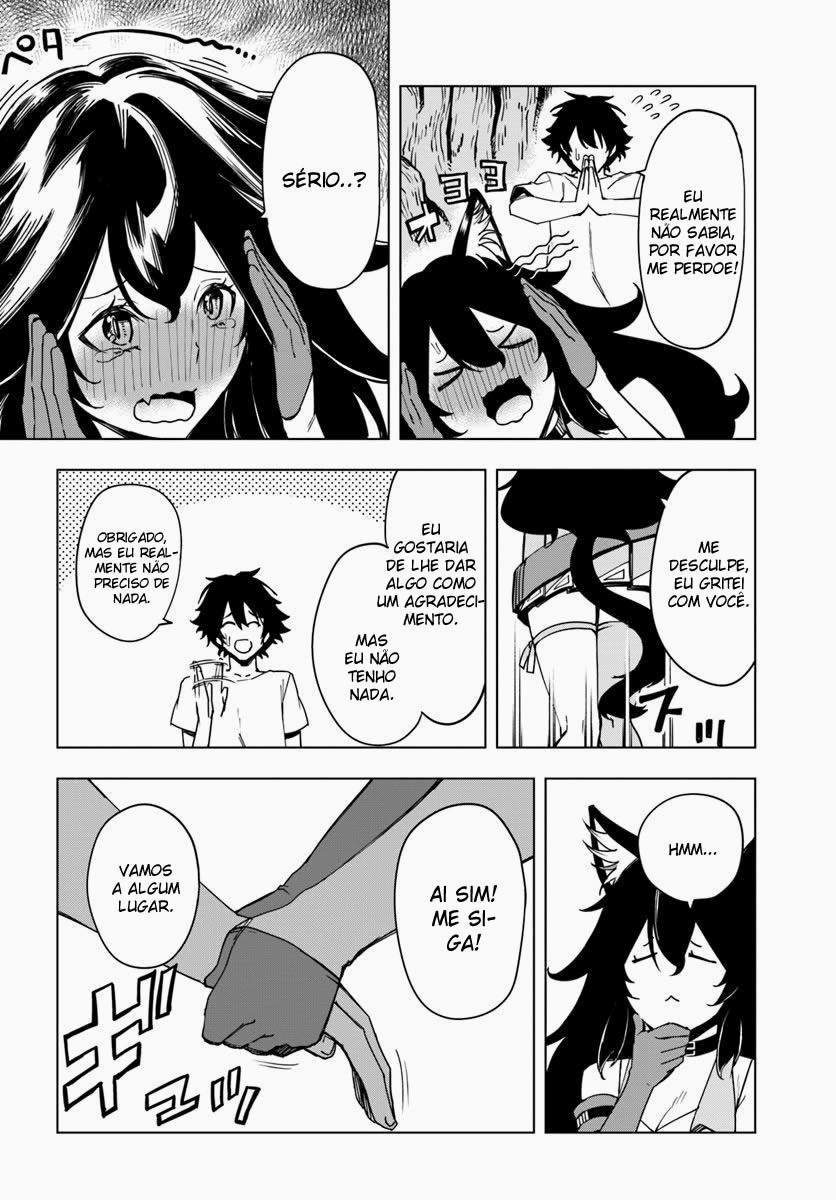 EU
REALMENTE
NÃO SABIA,
POR FAVOR
ME PERDOE!
オヨヨ
SÉRIO..?
ペタ
ME
DESCULPE,
EU GRITEI
COM VOCÊ.
スッ
EU
GOSTARIA
DE LHE DAR
ALGO COMO
UM AGRADECI-
MENTO.
MAS
EU NÃO
TENHO
NADA.
OBRIGADO,
MAS EU REAL-
MENTE NÃO
PRECISO DE
NADA.
HMM...
AI SIM!
ME SI-
GA!
VAMOS
A ALGUM
LUGAR.
ギュッ